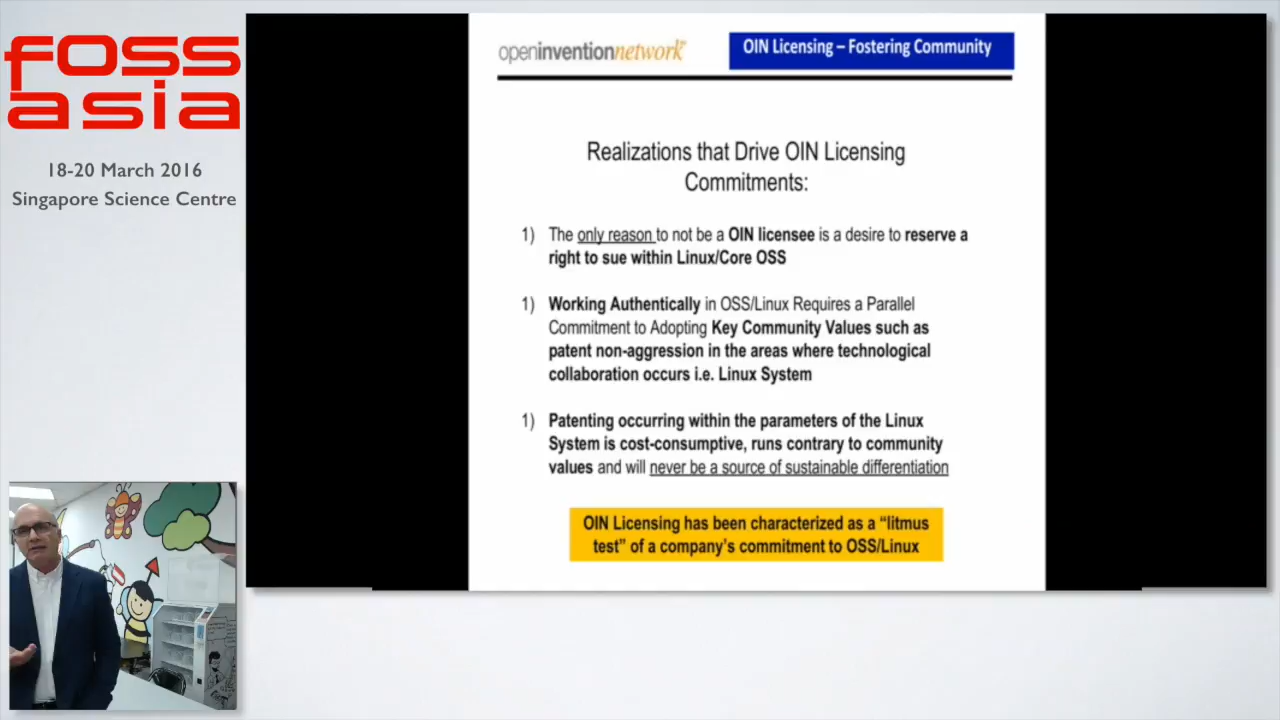 foss
asia
18-20 March 2016
Singapore Science Centre
openinventionnetwork
OIN Licensing – Fostering Community
Realizations that Drive OIN Licensing
Commitments:
1) The only reason to not be a OIN licensee is a desire to reserve a
right to sue within Linux/Core OSS
1) Working Authentically in OSS/Linux Requires a Parallel
Commitment to Adopting Key Community Values such as
patent non-aggression in the areas where technological
collaboration occurs i.e. Linux System
1) Patenting occurring within the parameters of the Linux
System is cost-consumptive, runs contrary to community
values and will never be a source of sustainable differentiation
OIN Licensing has been characterized as a “litmus
test” of a company’s commitment to OSS/Linux